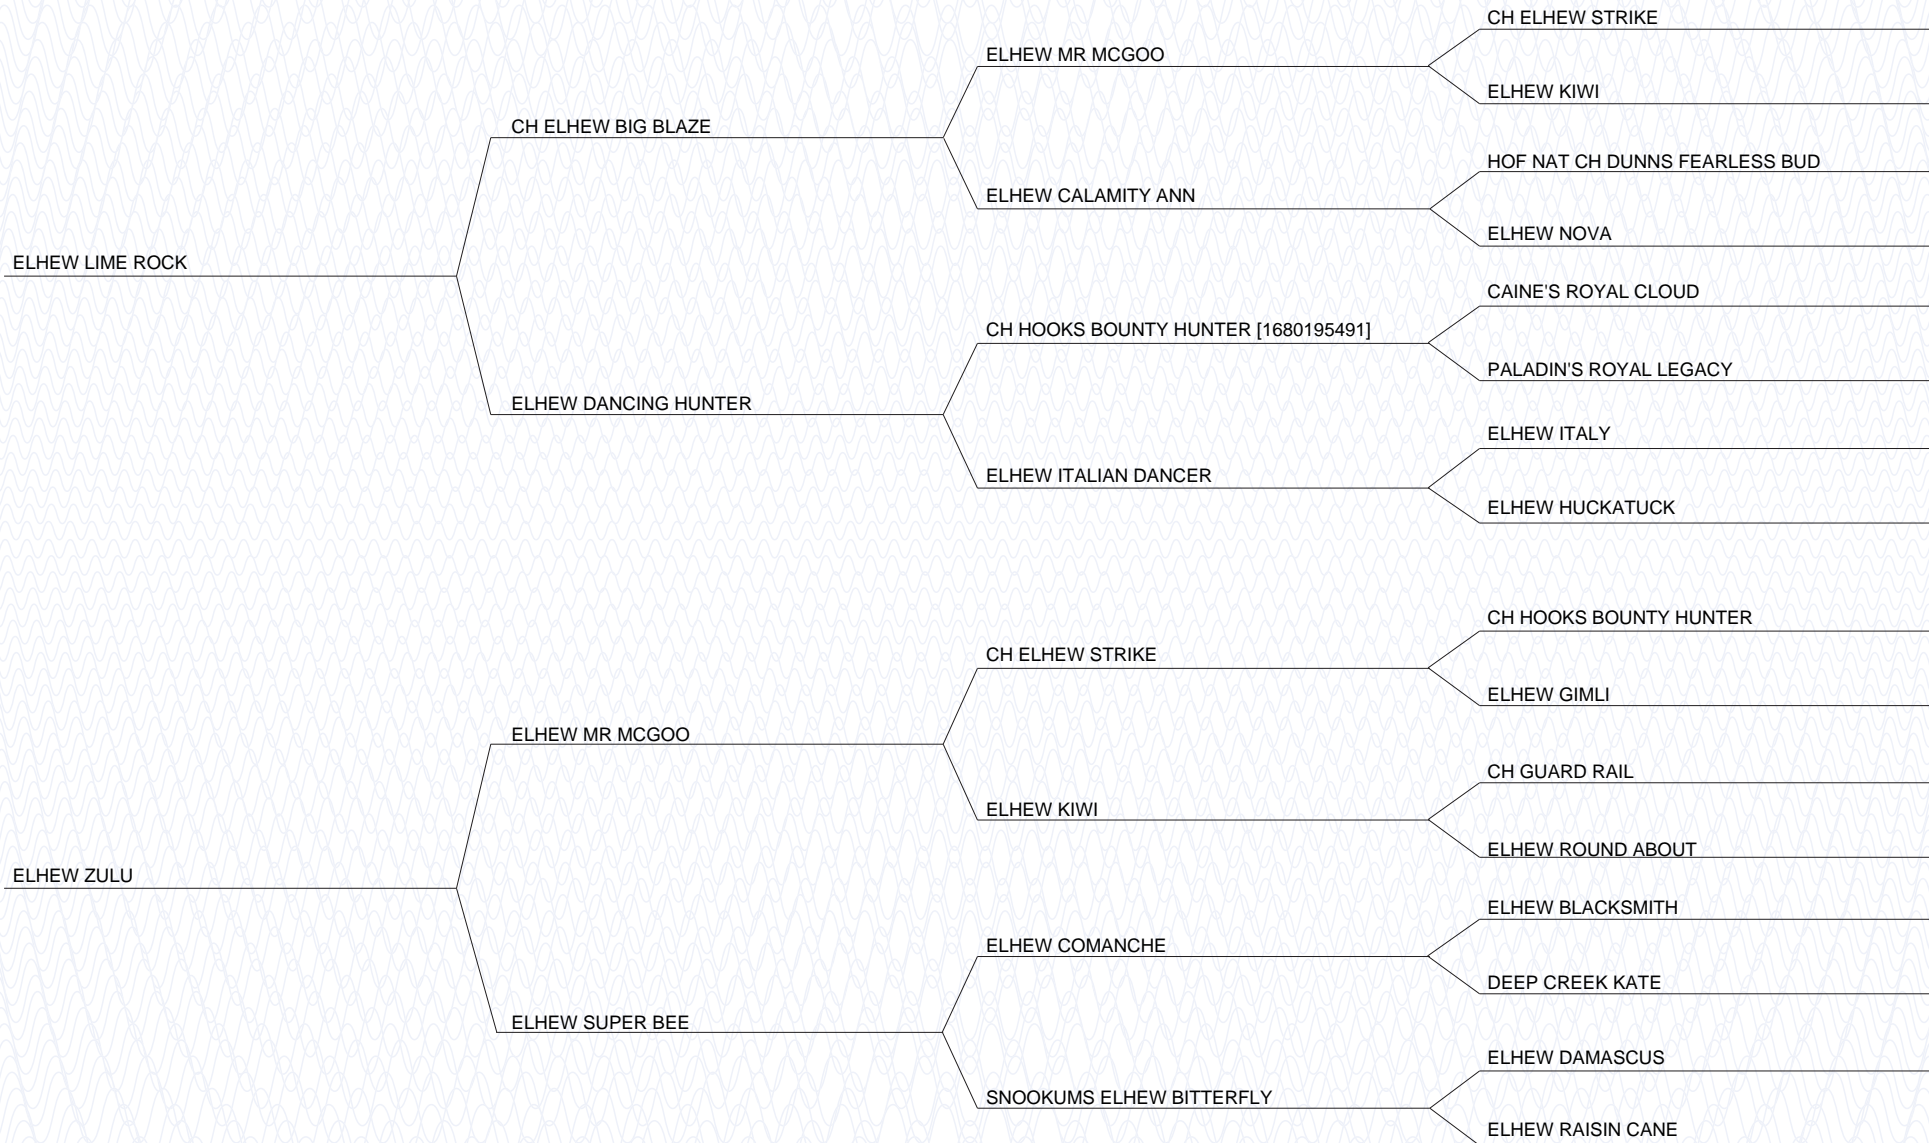 CH ELHEW STRIKE
ELHEW MR MCGOO
ELHEW KIWI
CH ELHEW BIG BLAZE
HOF NAT CH DUNNS FEARLESS BUD
ELHEW CALAMITY ANN
ELHEW NOVA
ELHEW LIME ROCK
CAINE'S ROYAL CLOUD
CH HOOKS BOUNTY HUNTER [1680195491]
PALADIN'S ROYAL LEGACY
ELHEW DANCING HUNTER
ELHEW ITALY
ELHEW ITALIAN DANCER
ELHEW HUCKATUCK
CH HOOKS BOUNTY HUNTER
CH ELHEW STRIKE
ELHEW GIMLI
ELHEW MR MCGOO
CH GUARD RAIL
ELHEW KIWI
ELHEW ROUND ABOUT
ELHEW ZULU
ELHEW BLACKSMITH
ELHEW COMANCHE
DEEP CREEK KATE
ELHEW SUPER BEE
ELHEW DAMASCUS
SNOOKUMS ELHEW BITTERFLY
ELHEW RAISIN CANE